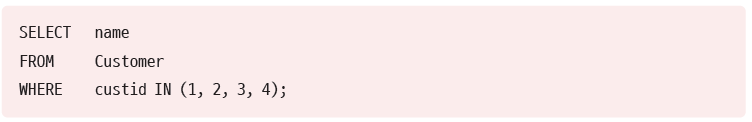 SELECT name
FROM Customer
WHERE custid IN (1, 2, 3, 4);